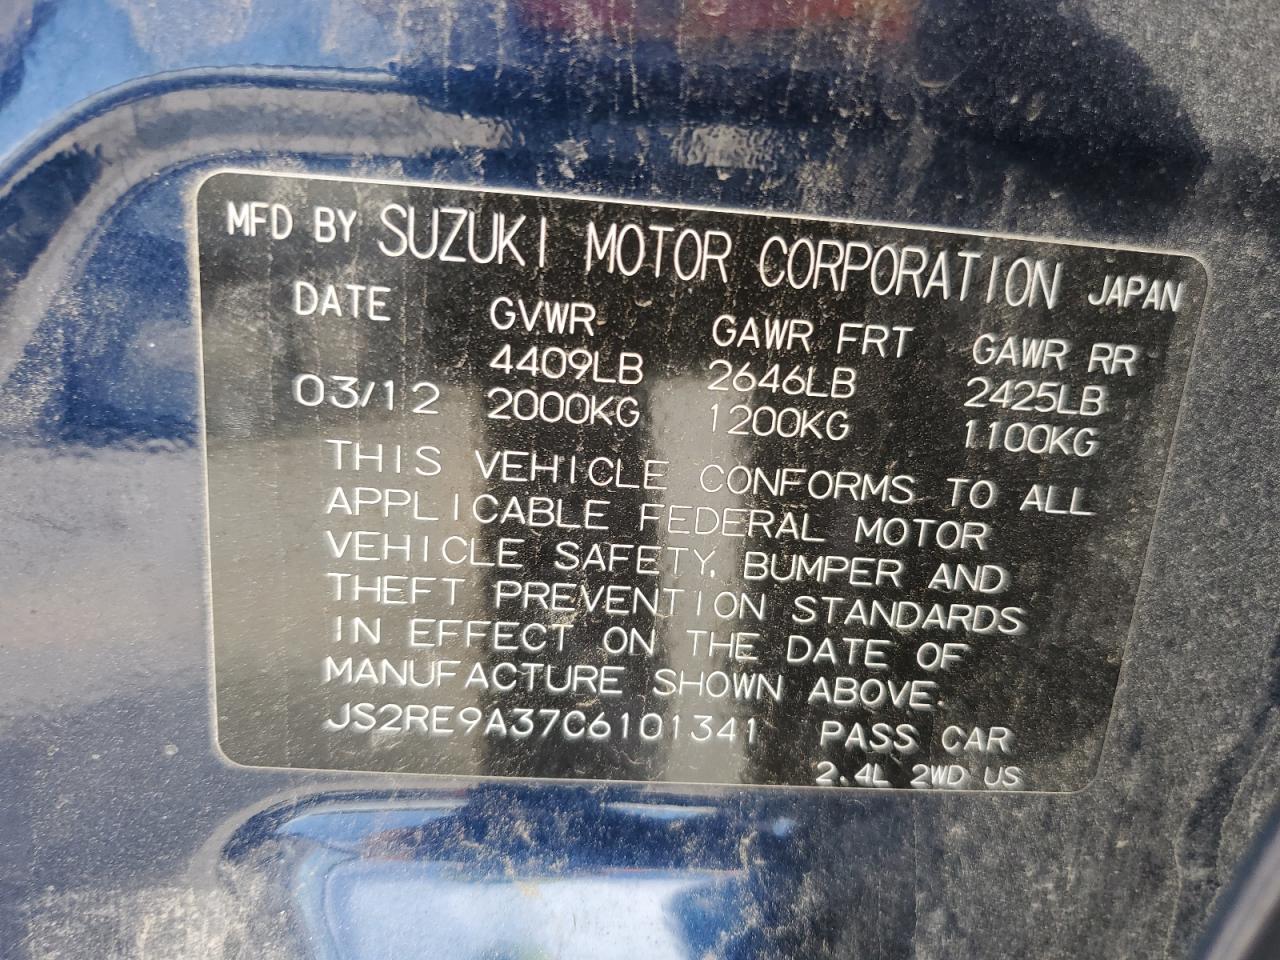 MFD BY SUZUKI MOTOR CORPORATION JAPAN
DATE GVWR GAWR FRT GAWR RR
4409LB 2646LB 2425LB
03/12 2000KG 1200KG 1100KG
THIS VEHICLE CONFORMS TO ALL
APPLICABLE FEDERAL MOTOR
VEHICLE SAFETY, BUMPER AND
THEFT PREVENTION STANDARDS
IN EFFECT ON THE DATE OF
MANUFACTURE SHOWN ABOVE.
JS2RE9A37C6101341 PASS CAR
2.4L 2WD US